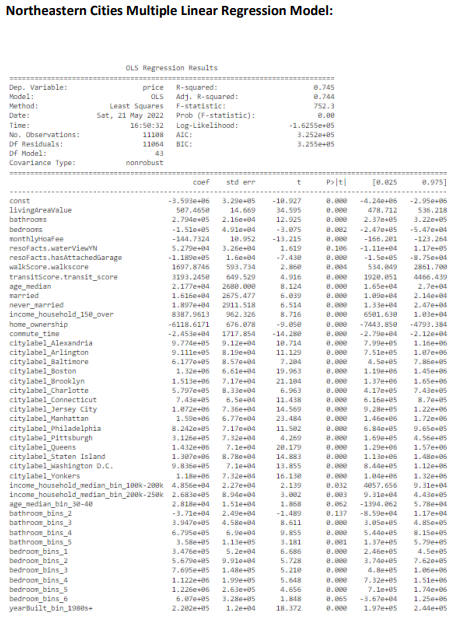 Northeastern Cities Multiple Linear Regression Model:
OLS Regression Results
Dep. Variable: price R-squared: 0.745
Model: OLS Adj. R-squared: 0.744
Method: Least Squares F-statistic: 752.3
Date: Sat, 21 May 2022 Prob (F-statistic): 0.00
Time: 16:50:32 Log-Likelihood: -1.6255e+05
No. Observations: 11108 AIC: 3.252e+05
Df Residuals: 11064 BIC: 3.255e+05
Df Model: 43
Covariance Type: nonrobust
coef std err t P>|t| [0.025 0.975]
const -3.593e+06 3.29e+05 -10.927 0.000 -4.24e+06 -2.95e+06
livingAreaValue 507.4650 14.669 34.595 0.000 478.712 536.218
bathrooms 2.794e+05 2.16e+04 12.925 0.000 2.37e+05 3.22e+05
bedrooms -1.51e+05 4.91e+04 -3.075 0.002 -2.47e+05 -5.47e+04
monthlyHoaFee -144.7324 10.952 -13.215 0.000 -166.201 -123.264
resoFacts.waterViewYN 5.279e+04 3.26e+04 1.619 0.106 -1.11e+04 1.17e+05
resoFacts.hasAttachedGarage -1.189e+05 1.6e+04 -7.430 0.000 -1.5e+05 -8.75e+04
walkScore.walkscore 1697.8746 593.734 2.860 0.004 534.049 2861.700
transitScore.transit_score 3193.2450 649.529 4.916 0.000 1920.051 4466.439
age_median 2.177e+04 2680.000 8.124 0.000 1.65e+04 2.7e+04
married 1.616e+04 2675.477 6.039 0.000 1.09e+04 2.14e+04
never_married 1.897e+04 2911.518 6.514 0.000 1.33e+04 2.47e+04
income_household_150_over 8387.9613 962.328 8.716 0.000 6501.630 1.03e+04
home_ownership -6118.6171 676.078 -9.050 0.000 -7443.850 -4793.384
commute_time -2.453e+04 1717.854 -14.280 0.000 -2.79e+04 -2.12e+04
citylabel_Alexandria 9.774e+05 9.12e+04 10.714 0.000 7.99e+05 1.16e+06
citylabel_Arlington 9.111e+05 8.19e+04 11.129 0.000 7.51e+05 1.07e+06
citylabel_Baltimore 6.177e+05 8.57e+04 7.204 0.000 4.5e+05 7.86e+05
citylabel_Boston 1.32e+06 6.61e+04 19.963 0.000 1.19e+06 1.45e+06
citylabel_Brooklyn 1.513e+06 7.17e+04 21.104 0.000 1.37e+06 1.65e+06
citylabel_Charlotte 5.797e+05 8.33e+04 6.963 0.000 4.17e+05 7.43e+05
citylabel_Connecticut 7.43e+05 6.5e+04 11.438 0.000 6.16e+05 8.7e+05
citylabel_Jersey City 1.072e+06 7.36e+04 14.569 0.000 9.28e+05 1.22e+06
citylabel_Manhattan 1.59e+06 6.77e+04 23.484 0.000 1.46e+06 1.72e+06
citylabel_Philadelphia 8.242e+05 7.17e+04 11.502 0.000 6.84e+05 9.65e+05
citylabel_Pittsburgh 3.126e+05 7.32e+04 4.269 0.000 1.69e+05 4.56e+05
citylabel_Queens 1.432e+06 7.1e+04 20.179 0.000 1.29e+06 1.57e+06
citylabel_Staten Island 1.307e+06 8.78e+04 14.883 0.000 1.13e+06 1.48e+06
citylabel_Washington D.C. 9.836e+05 7.1e+04 13.855 0.000 8.44e+05 1.12e+06
citylabel_Yonkers 1.18e+06 7.32e+04 16.130 0.000 1.04e+06 1.32e+06
income_household_median_bin_100k-200k 4.856e+04 2.27e+04 2.139 0.032 4057.656 9.31e+04
income_household_median_bin_200k-250k 2.683e+05 8.94e+04 3.002 0.003 9.31e+04 4.43e+05
age_median_bin_30-40 2.818e+04 1.51e+04 1.868 0.062 -1394.062 5.78e+04
bathroom_bins_2 -3.71e+04 2.49e+04 -1.489 0.137 -8.59e+04 1.17e+04
bathroom_bins_3 3.947e+05 4.58e+04 8.611 0.000 3.05e+05 4.85e+05
bathroom_bins_4 6.795e+05 6.9e+04 9.855 0.000 5.44e+05 8.15e+05
bathroom_bins_5 3.58e+05 1.13e+05 3.181 0.001 1.37e+05 5.79e+05
bedroom_bins_1 3.476e+05 5.2e+04 6.686 0.000 2.46e+05 4.5e+05
bedroom_bins_2 5.679e+05 9.91e+04 5.728 0.000 3.74e+05 7.62e+05
bedroom_bins_3 7.695e+05 1.48e+05 5.210 0.000 4.8e+05 1.06e+06
bedroom_bins_4 1.122e+06 1.99e+05 5.648 0.000 7.32e+05 1.51e+06
bedroom_bins_5 1.226e+06 2.63e+05 4.656 0.000 7.1e+05 1.74e+06
bedroom_bins_6 6.07e+05 3.28e+05 1.848 0.065 -3.67e+04 1.25e+06
yearBuilt_bin_1980s+ 2.202e+05 1.2e+04 18.372 0.000 1.97e+05 2.44e+05